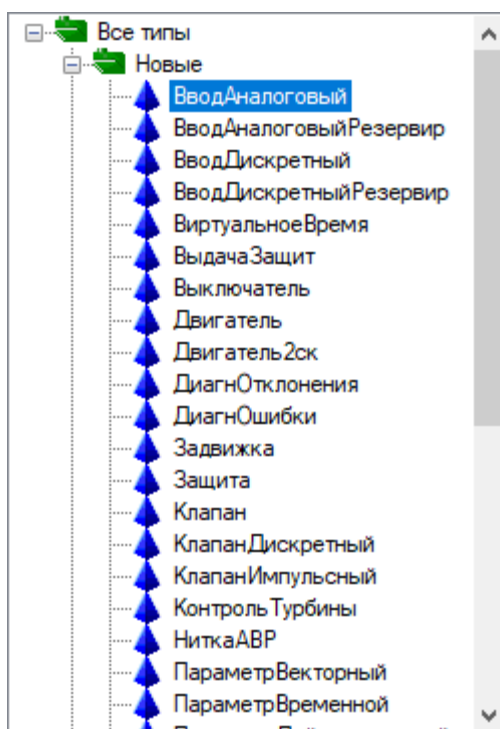 Все типы
Новые
ВводАналоговый
ВводАналоговыйРезервир
ВводДискретный
ВводДискретныйРезервир
ВиртуальноеВремя
ВыдачаЗащит
Выключатель
Двигатель
Двигатель2ск
ДиагнОтклонения
ДиагнОшибки
Задвижка
Защита
Клапан
КлапанДискретный
КлапанИмпульсный
КонтрольТурбины
НиткаАВР
ПараметрВекторный
ПараметрВременной